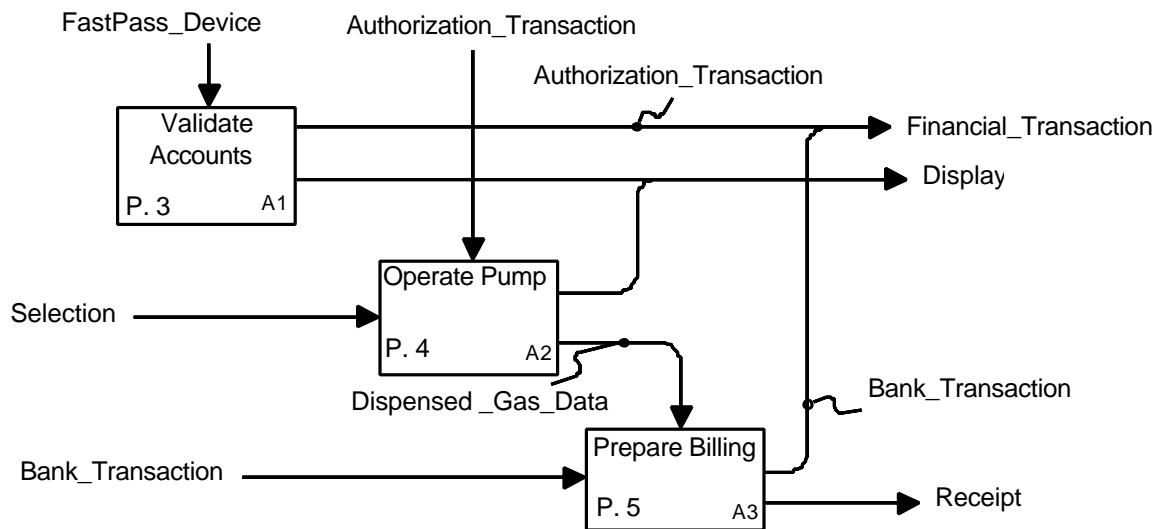 FastPass_Device
Authorization_Transaction
Authorization_Transaction
Validate
Accounts
Financial_Transaction
Display
P. 3
A1
Operate Pump
Selection
P. 4
A2
Dispensed _Gas_Data
Bank_Transaction
Prepare Billing
Bank_Transaction
P. 5
A3
Receipt